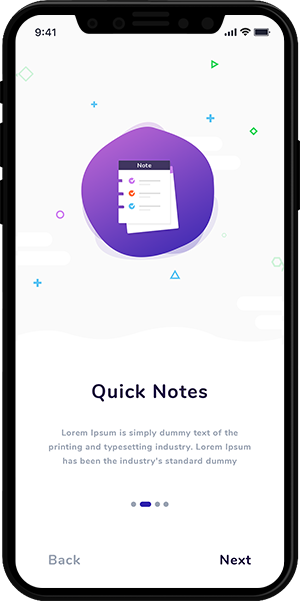 9:41
Note
Quick Notes
Lorem Ipsum is simply dummy text of the
printing and typesetting industry. Lorem Ipsum
has been the industry's standard dummy
Back
Next